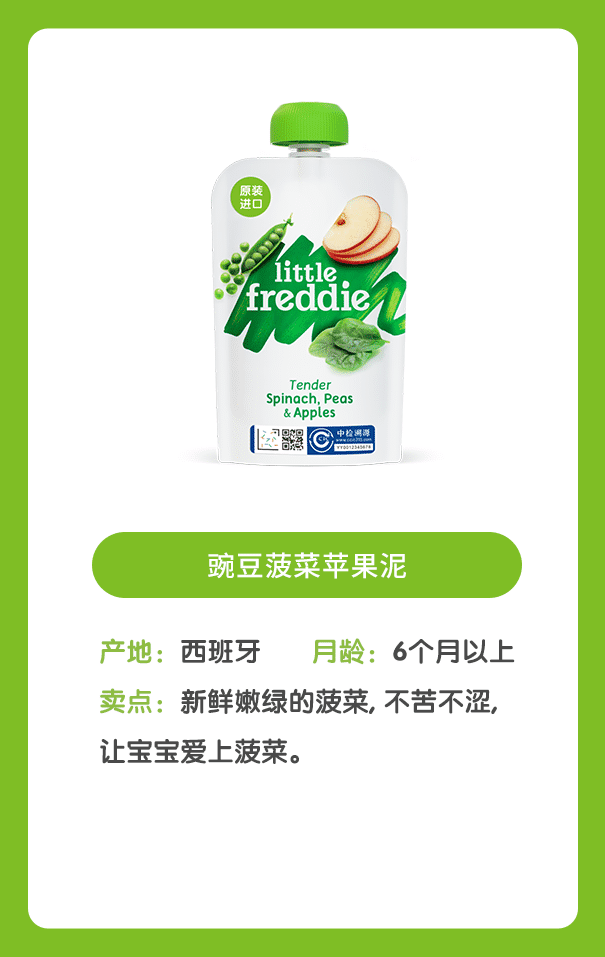 原装
进口
little
freddie
Tender
Spinach, Peas
& Apples
中检溯源
豌豆菠菜苹果泥
产地：西班牙 月龄：6个月以上
卖点：新鲜嫩绿的菠菜, 不苦不涩,
让宝宝爱上菠菜。